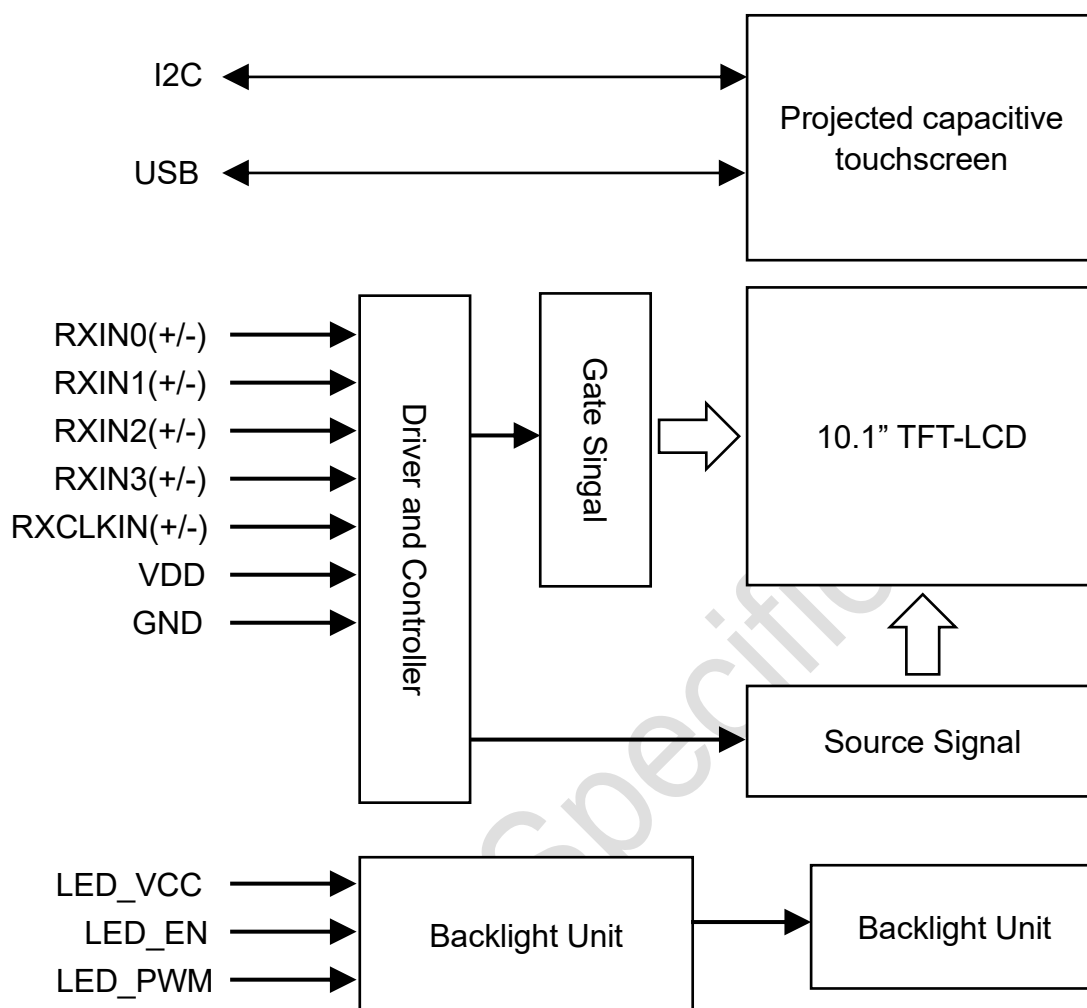 I2C
USB
Projected capacitive
touchscreen
RXIN0(+/-)
RXIN1(+/-)
RXIN2(+/-)
RXIN3(+/-)
RXCLKIN(+/-)
VDD
GND
Driver and Controller
Gate Singal
10.1” TFT-LCD
Source Signal
LED_VCC
LED_EN
LED_PWM
Backlight Unit
Backlight Unit
Specific